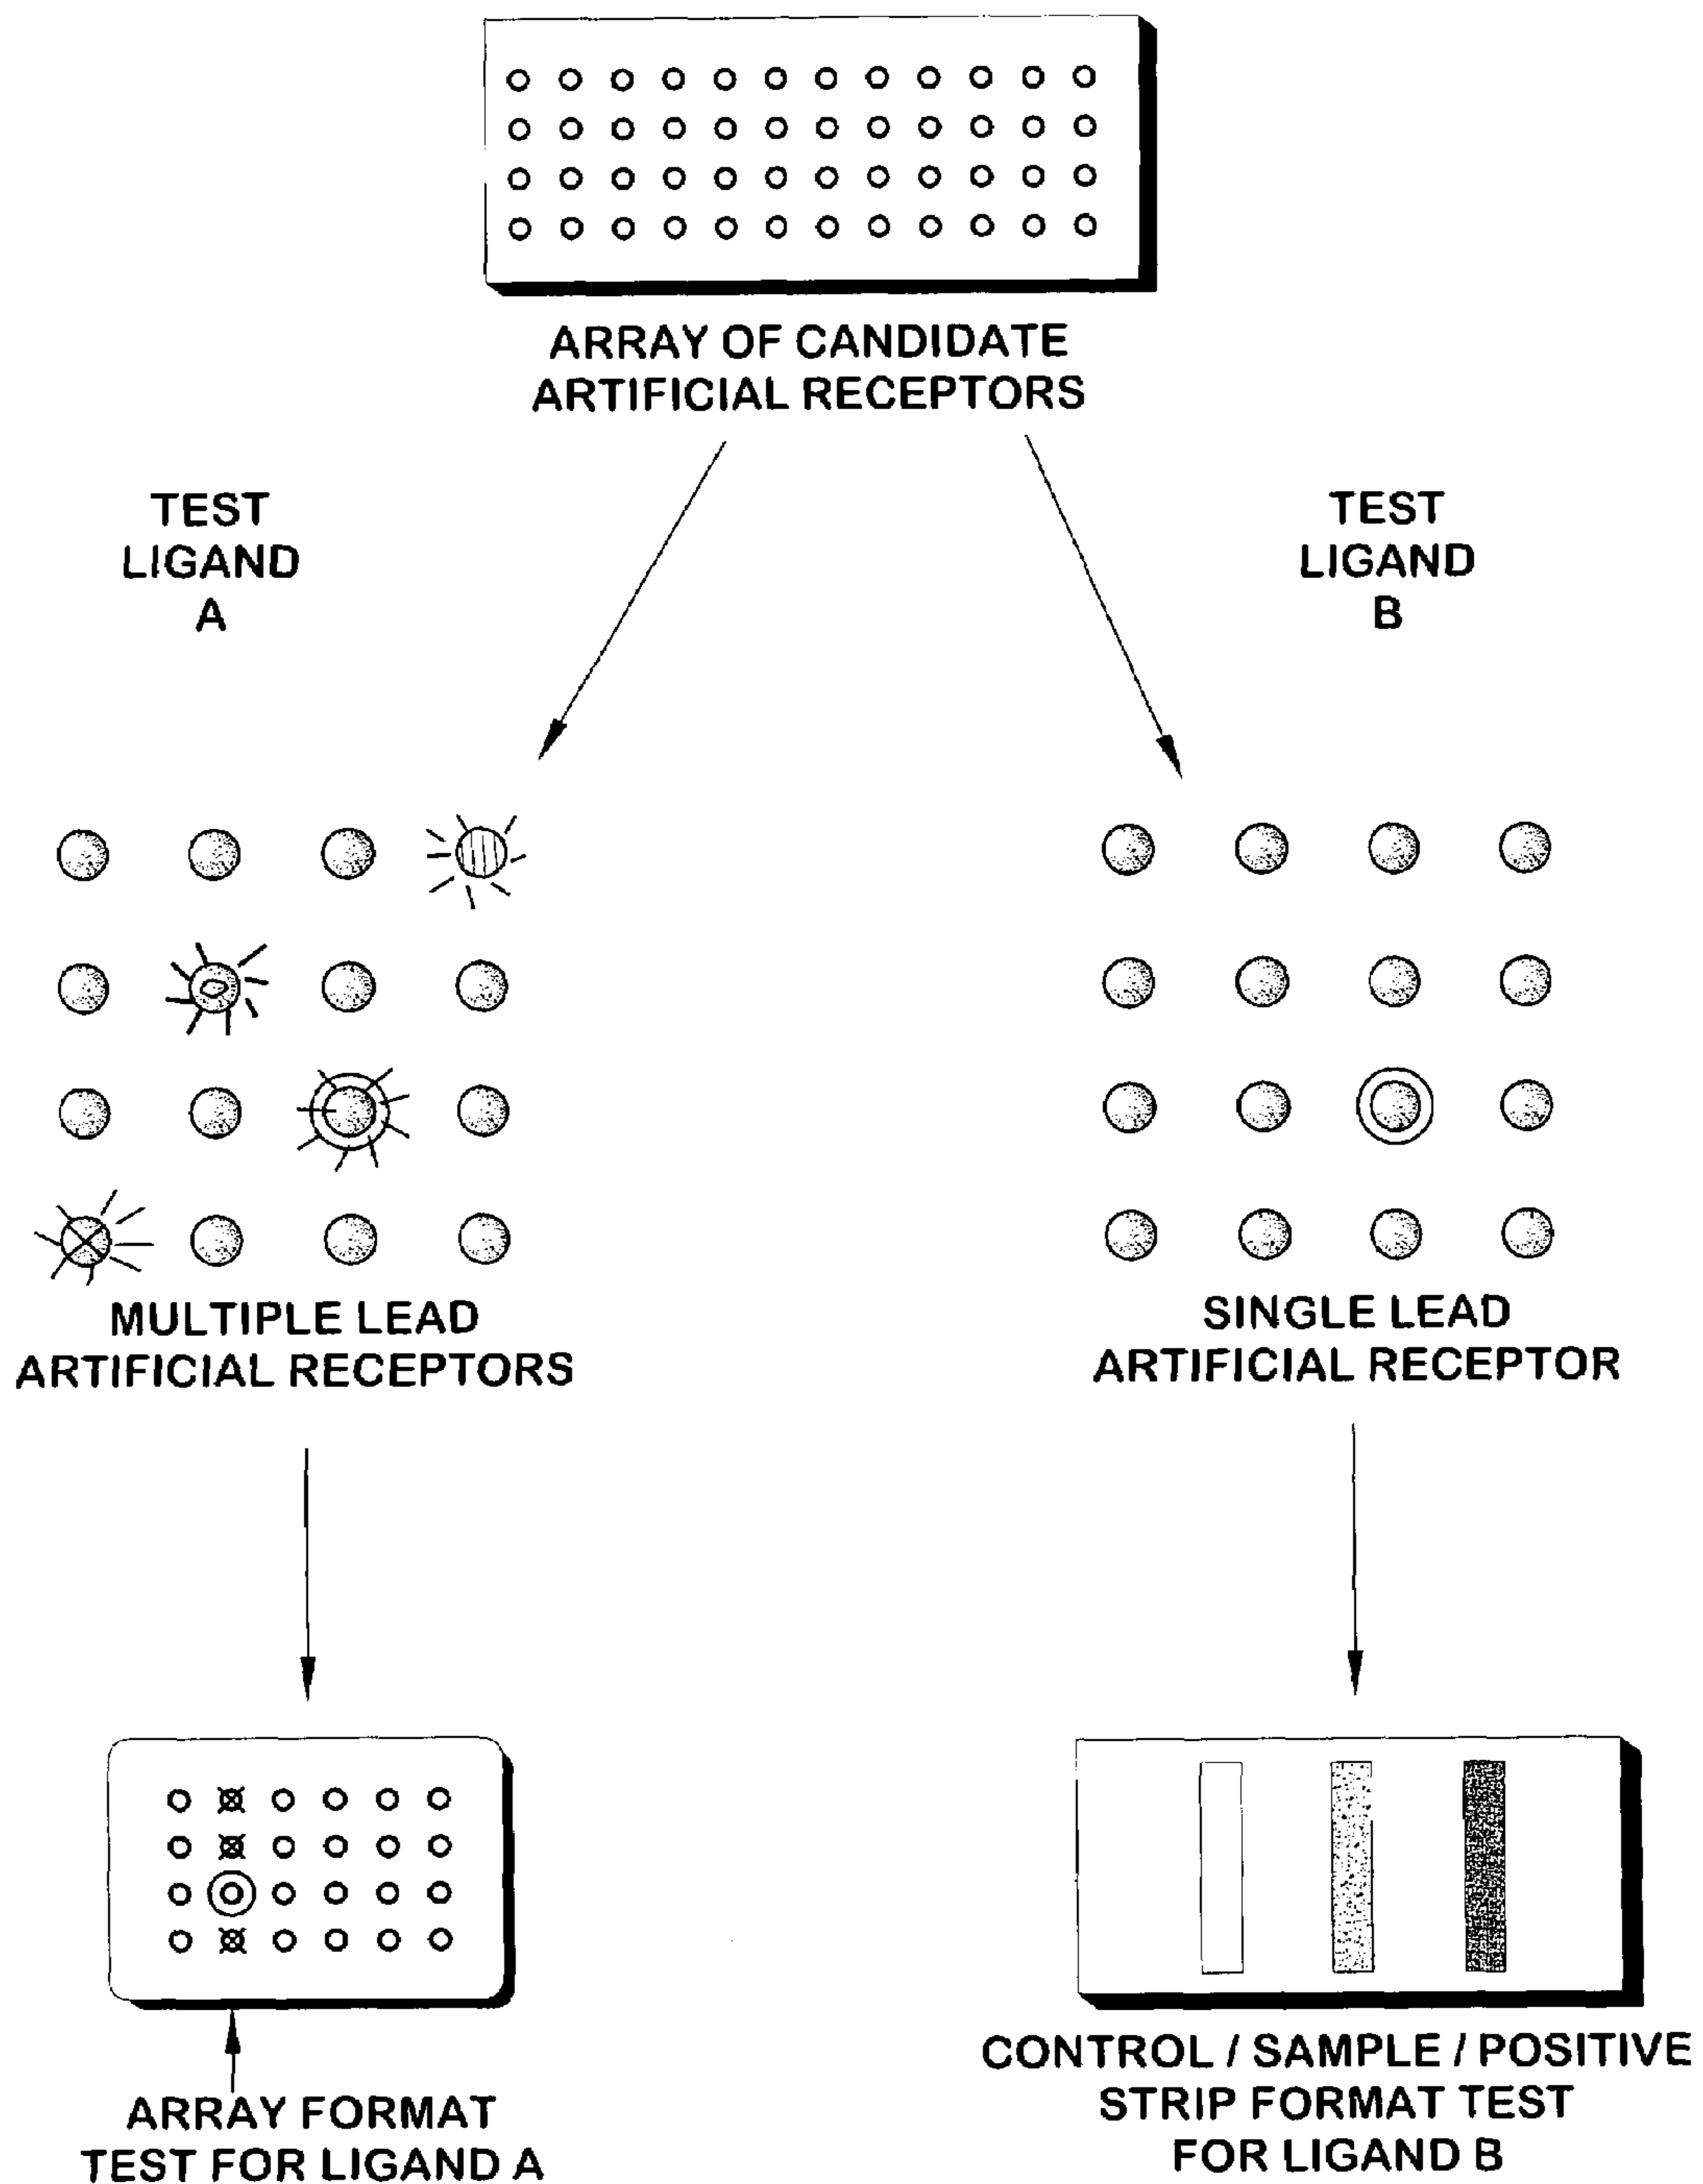 ARRAY OF CANDIDATE
ARTIFICIAL RECEPTORS
TEST
LIGAND
A
TEST
LIGAND
B
MULTIPLE LEAD
ARTIFICIAL RECEPTORS
SINGLE LEAD
ARTIFICIAL RECEPTOR
ARRAY FORMAT
TEST FOR LIGAND A
CONTROL / SAMPLE / POSITIVE
STRIP FORMAT TEST
FOR LIGAND B